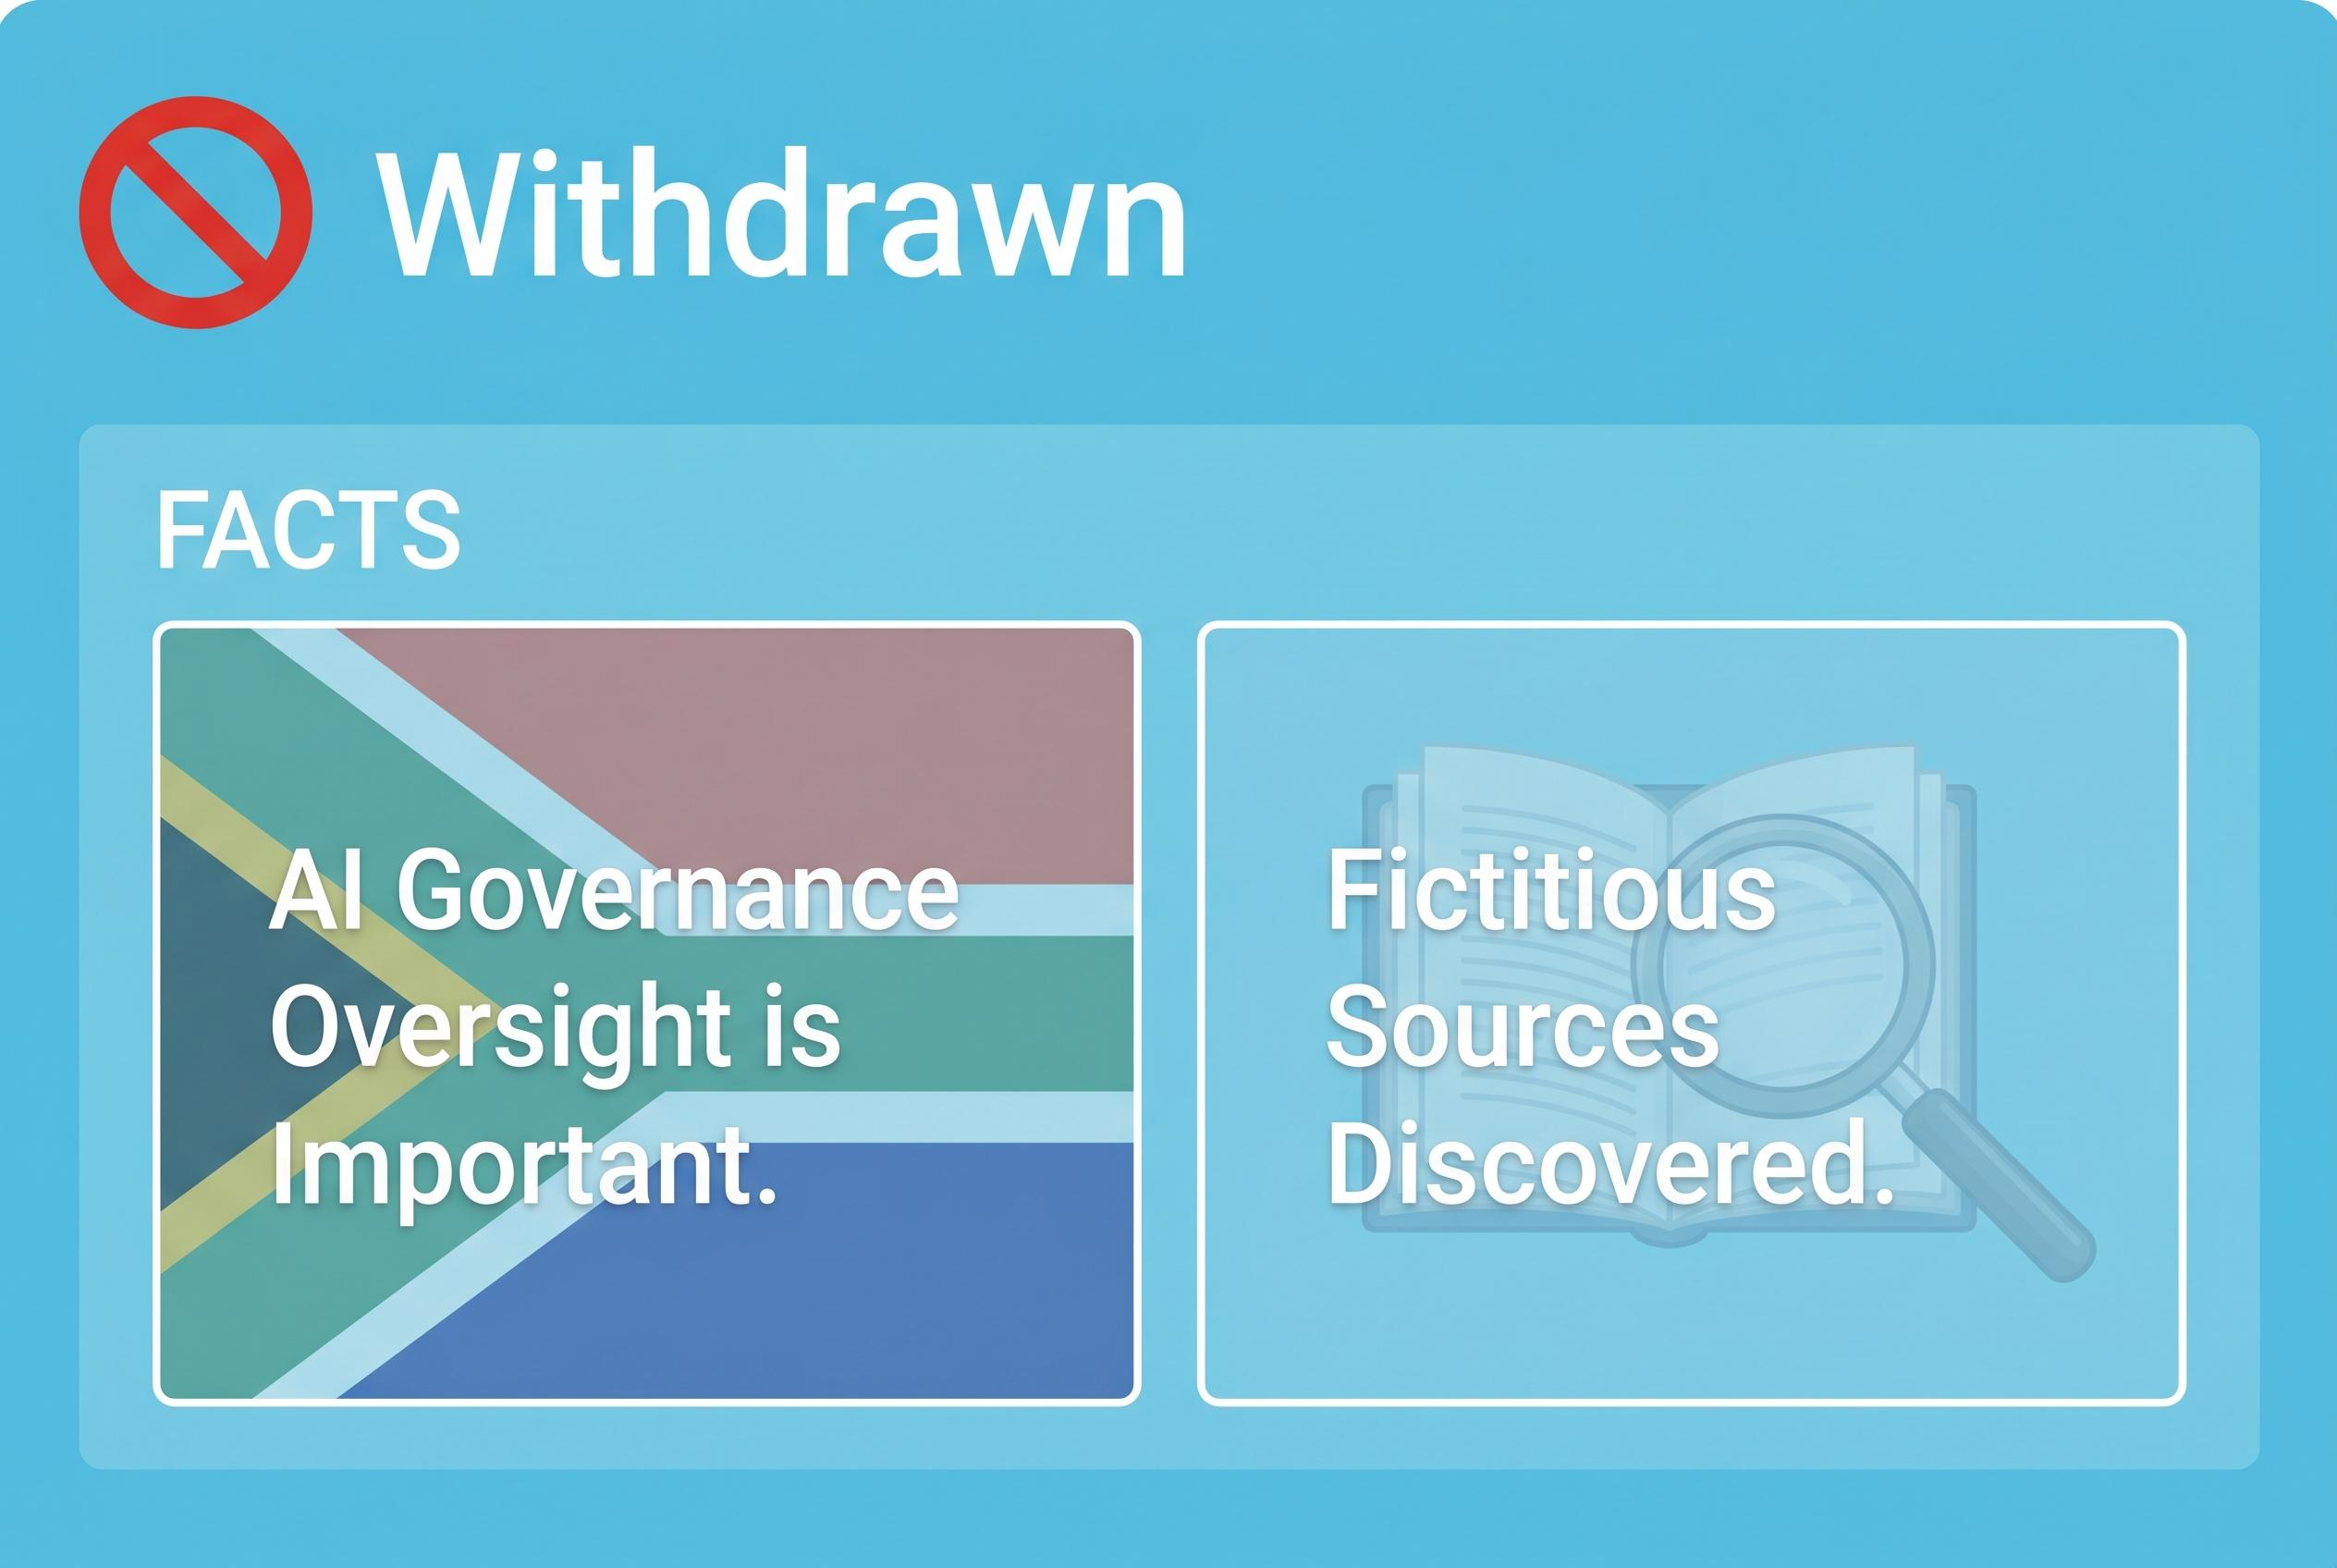 Withdrawn
FACTS
AI Governance
Oversight is
Important.
Fictitious
Sources
Discovered.